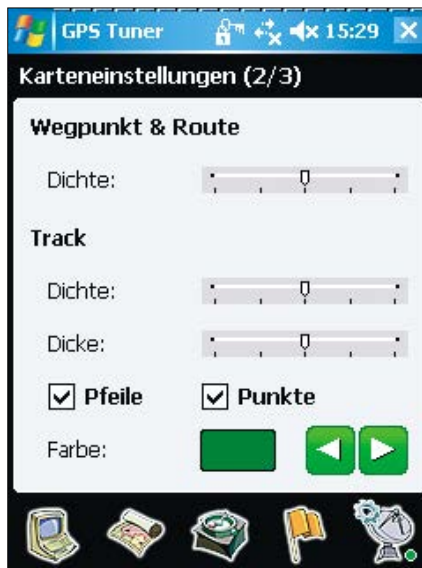 GPS Tuner 15:29
Karteneinstellungen (2/3)
Wegpunkt & Route
Dichte:
Track
Dichte:
Dicke:
Pfeile Punkte
Farbe: